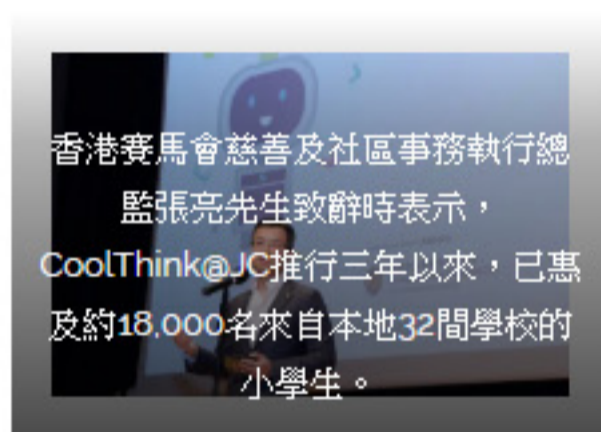 香港賽馬會慈善及社區事務執行總
監張亮先生致辭時表示，
CoolThink@JC推行三年以來，已惠
及約18,000名來自本地32間學校的
小學生。